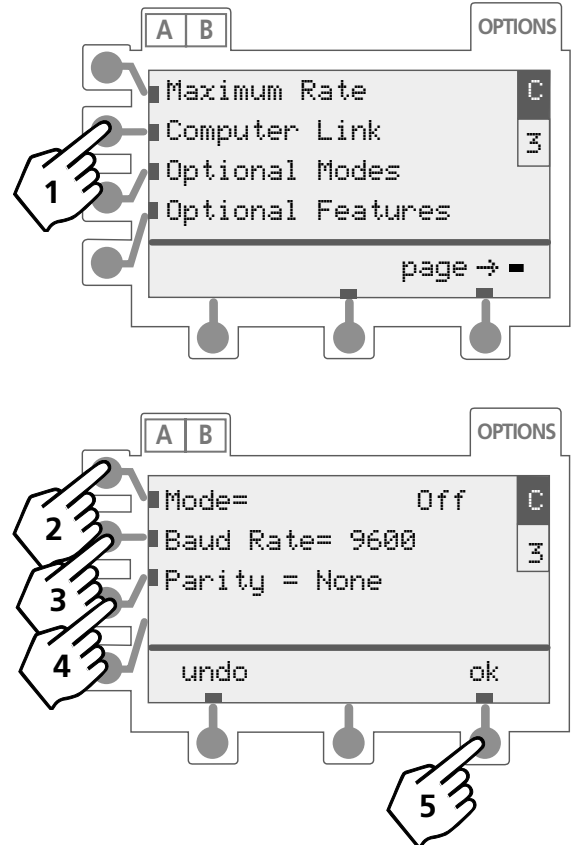 A B OPTIONS
Maximum Rate C
Computer Link 3
1
Optional Modes
Optional Features
page →
A B OPTIONS
Mode= Off C
2
Baud Rate= 9600 3
3
Parity = None
4
undo ok
5